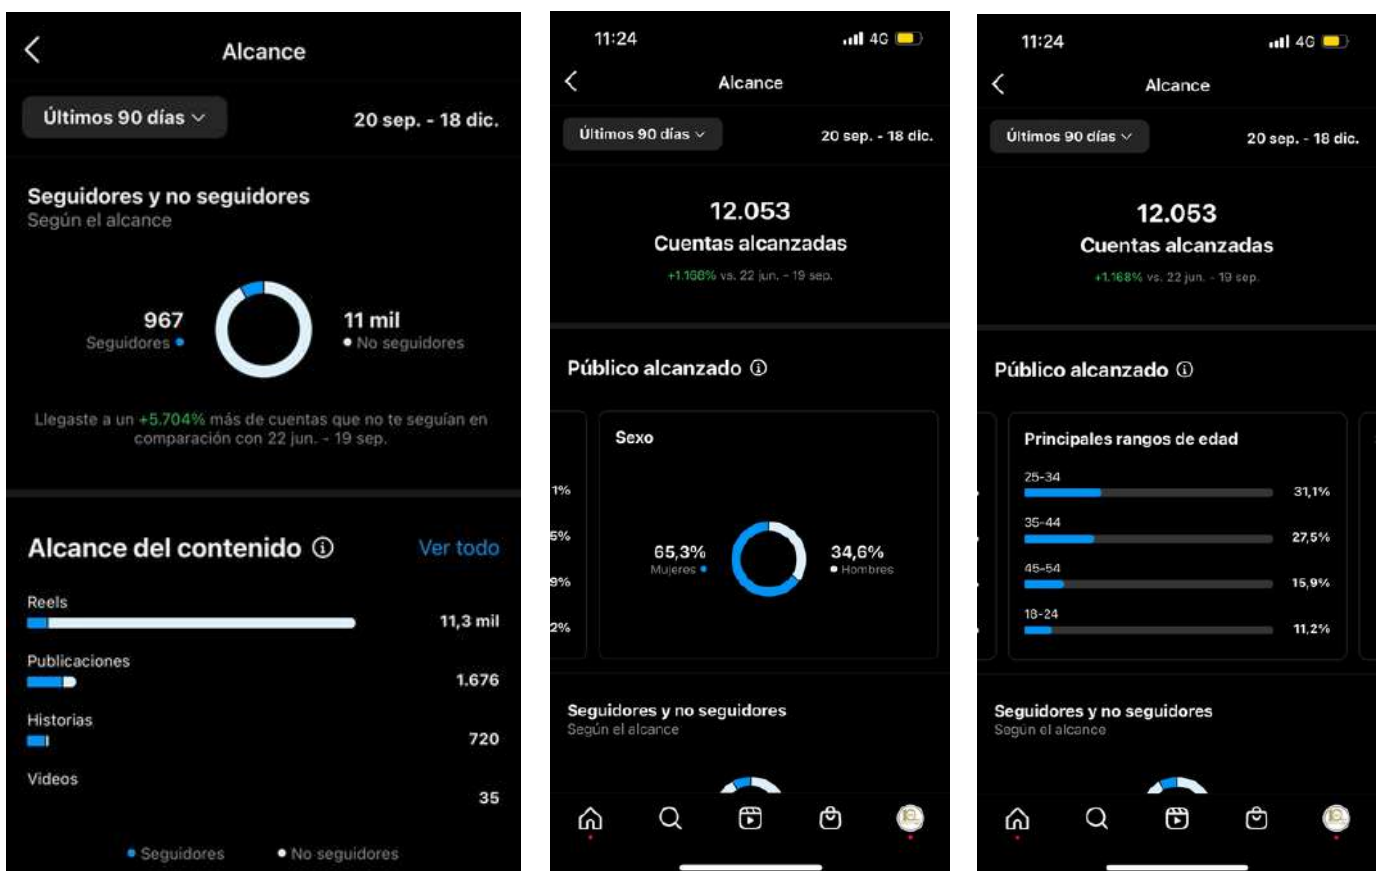 Alcance
Últimos 90 días
20 sep. - 18 dic.
Seguidores y no seguidores
Según el alcance
967
Seguidores
11 mil
No seguidores
Llegaste a un +5.704% más de cuentas que no te seguían en
comparación con 22 jun. - 19 sep.
Alcance del contenido
Ver todo
Reels
11,3 mil
Publicaciones
1.676
Historias
720
Videos
35
Seguidores
No seguidores
11:24
4G
Alcance
Últimos 90 días
20 sep. - 18 dic.
12.053
Cuentas alcanzadas
+1.168% vs. 22 jun. - 19 sep.
Público alcanzado
Sexo
1%
5%
9%
2%
65,3%
Mujeres
34,6%
Hombres
Seguidores y no seguidores
Según el alcance
11:24
4G
Alcance
Últimos 90 días
20 sep. - 18 dic.
12.053
Cuentas alcanzadas
+1.168% vs. 22 jun. - 19 sep.
Público alcanzado
Principales rangos de edad
25-34
31,1%
35-44
27,5%
45-54
15,9%
18-24
11,2%
Seguidores y no seguidores
Según el alcance